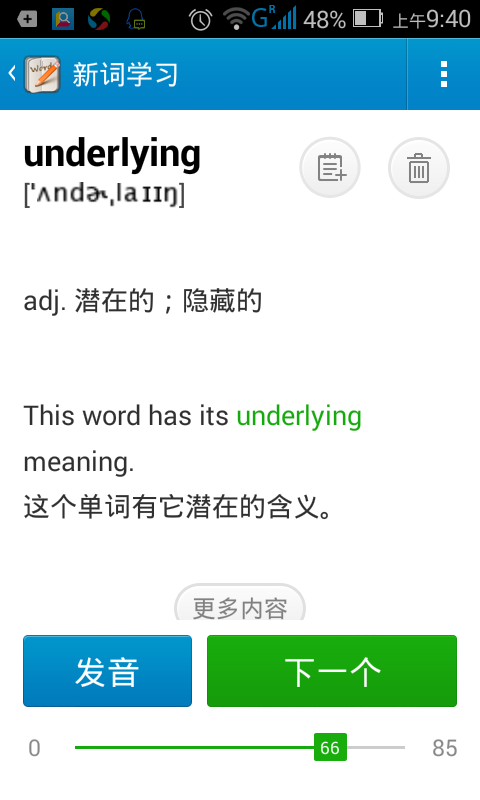 48% 上午9:40
新词学习
underlying
['ʌndɚˌlaɪɪŋ]
adj. 潜在的；隐藏的
This word has its underlying
meaning.
这个单词有它潜在的含义。
更多内容
发音 下一个
0 66 85